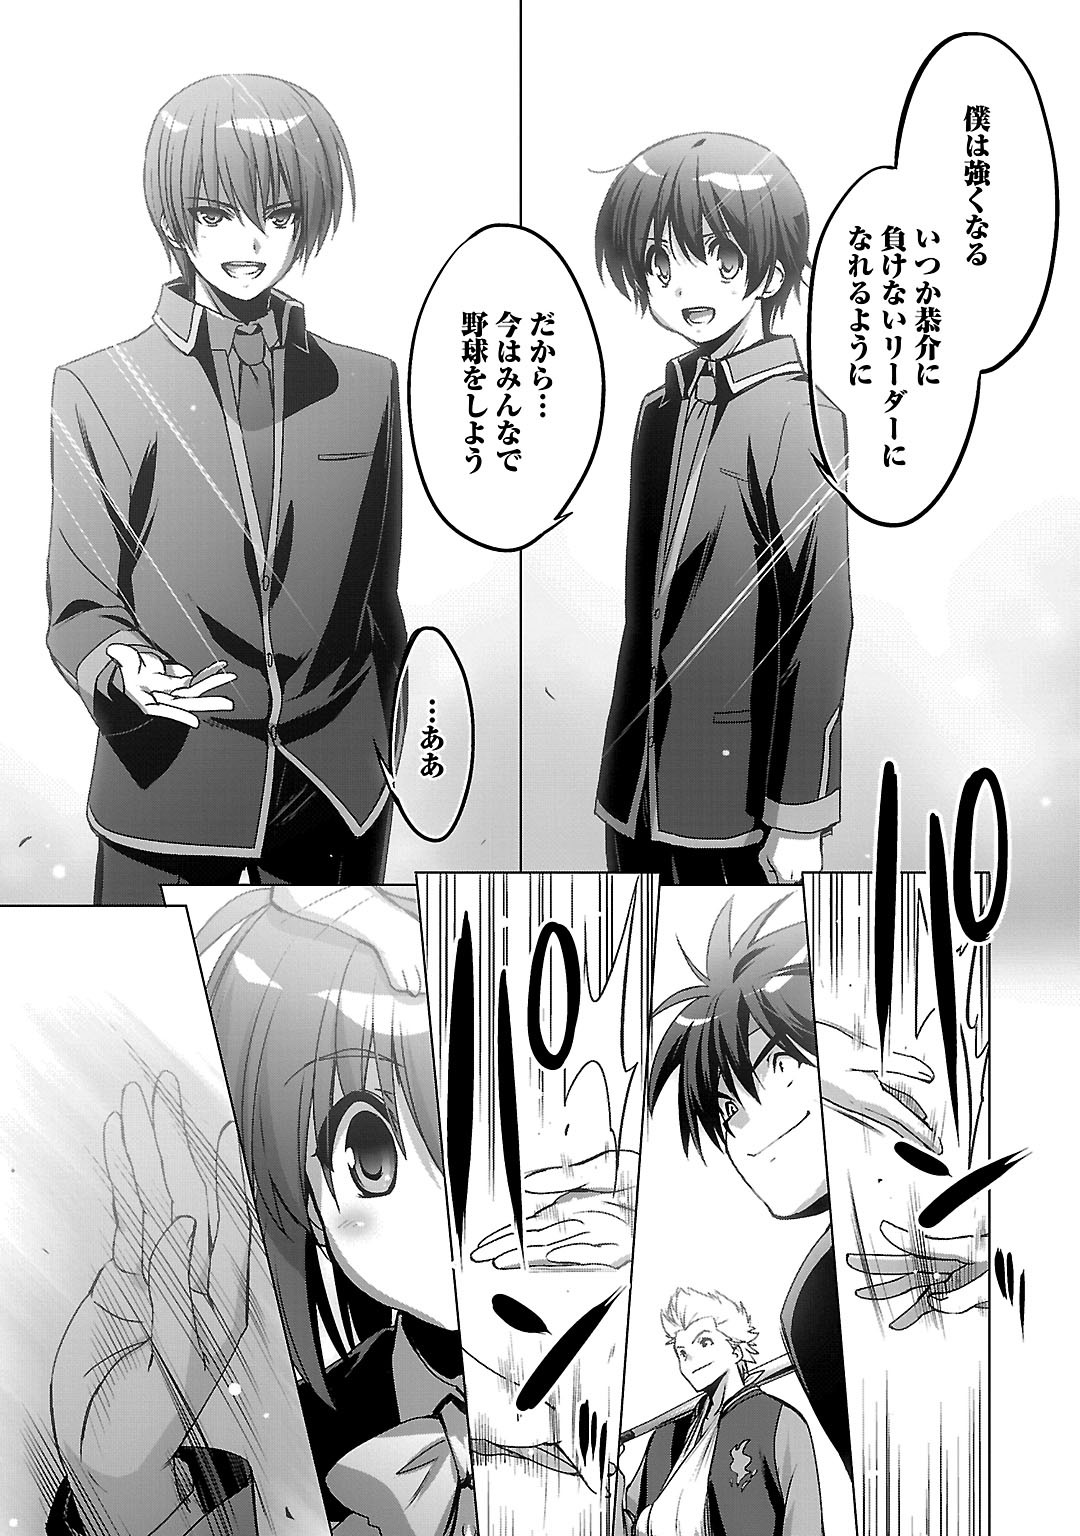 僕は強くなる
いつか恭介に
負けないリーダーに
なれるように
だから…
今はみんなで
野球をしよう
…ああ
パン
パン